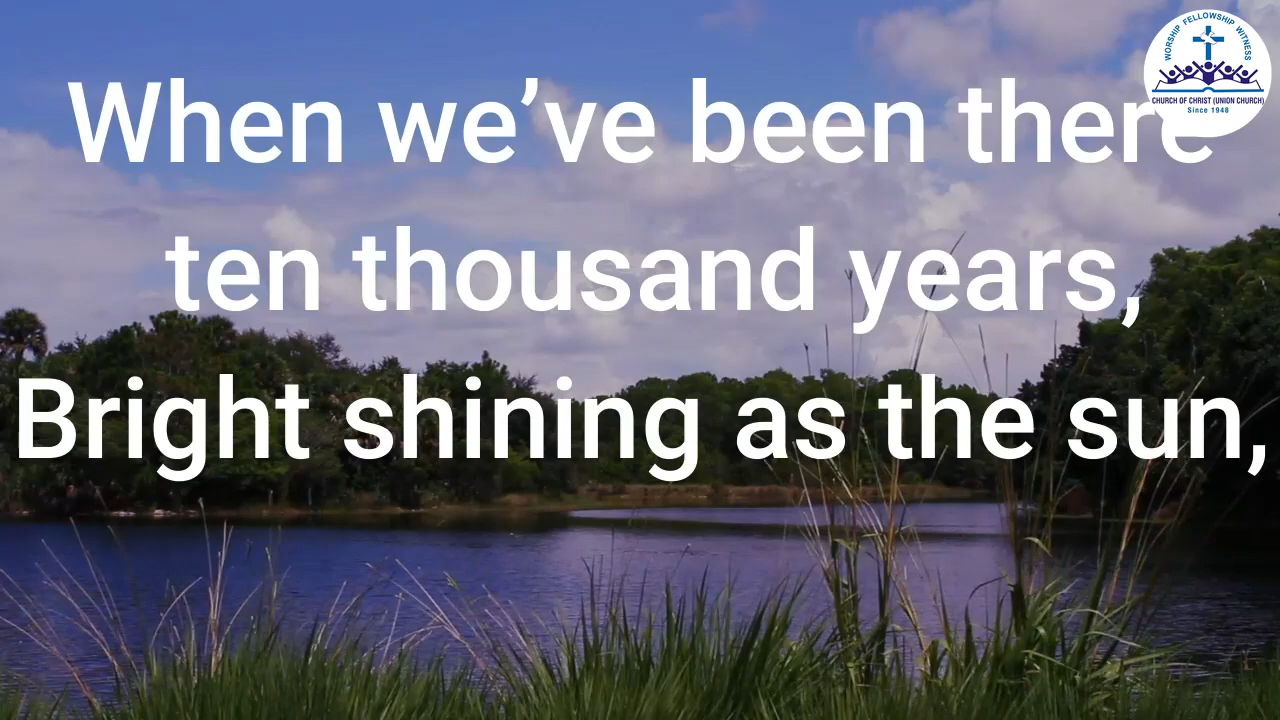 WORSHIP FELLOWSHIP WITNESS
CHURCH OF CHRIST (UNION CHURCH)
Since 1948
When we’ve been there
ten thousand years,
Bright shining as the sun,